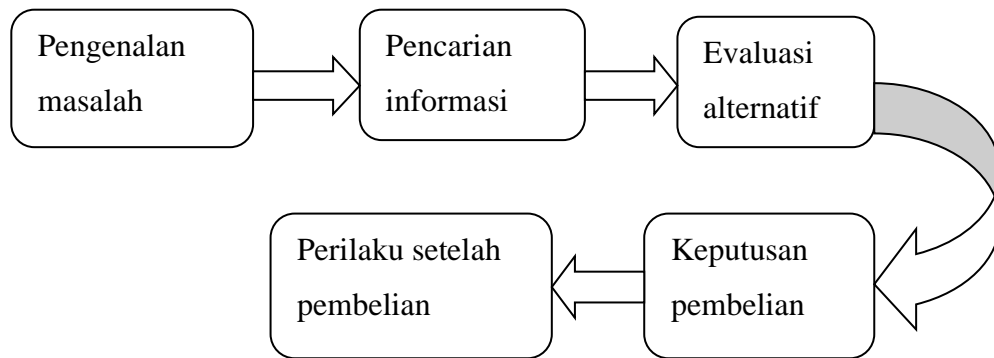 Pengenalan
masalah
Pencarian
informasi
Evaluasi
alternatif
Keputusan
pembelian
Perilaku setelah
pembelian